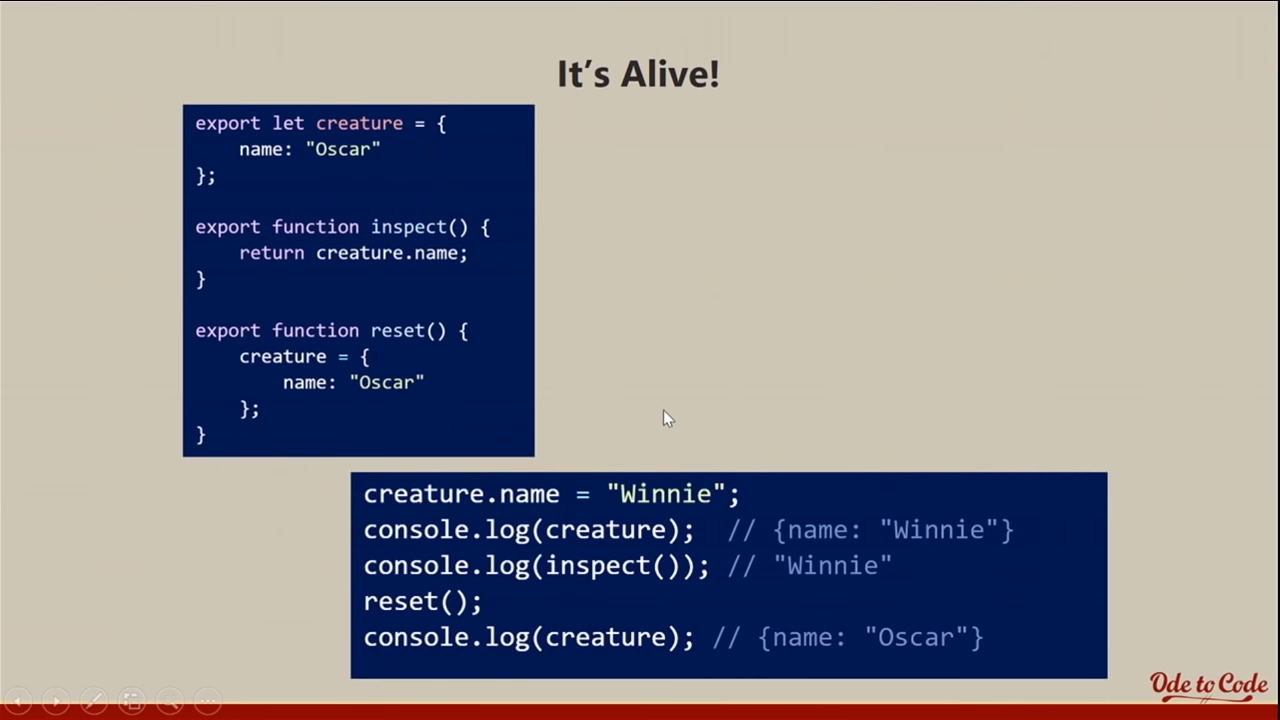 It's Alive!
export let creature = {
    name: "Oscar"
};
export function inspect() {
    return creature.name;
}
export function reset() {
    creature = {
        name: "Oscar"
    };
}
creature.name = "Winnie";
console.log(creature);  // {name: "Winnie"}
console.log(inspect()); // "Winnie"
reset();
console.log(creature); // {name: "Oscar"}
Ode to Code